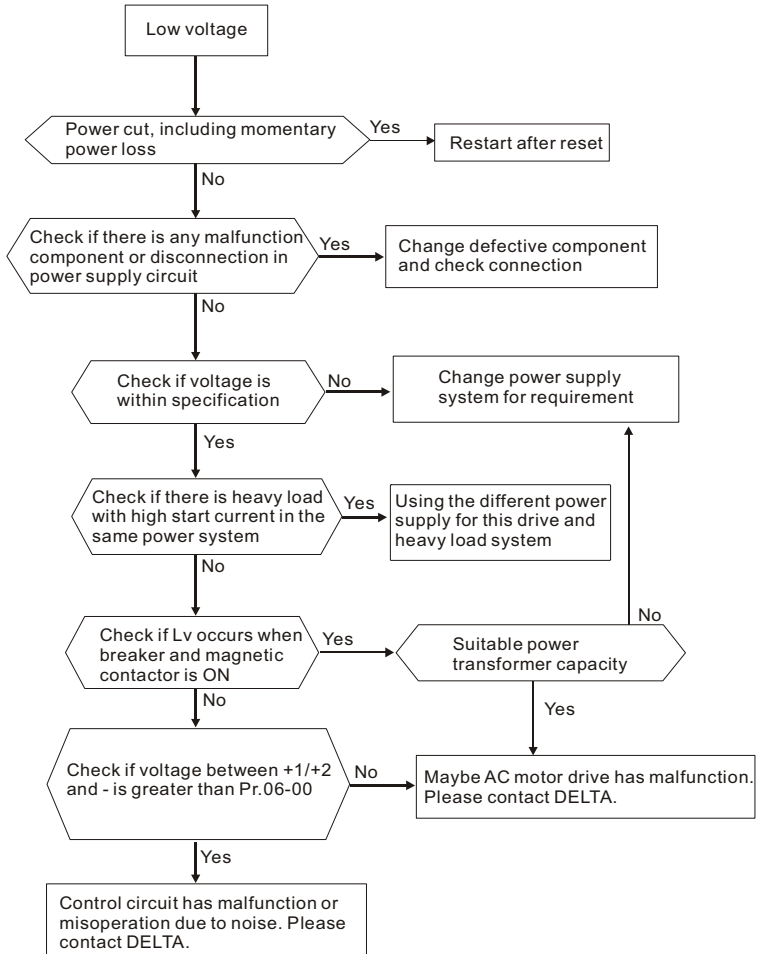 Low voltage
Power cut, including momentary
power loss
Yes
Restart after reset
No
Check if there is any malfunction
component or disconnection in
power supply circuit
Yes
Change defective component
and check connection
No
Check if voltage is
within specification
No
Change power supply
system for requirement
Yes
Check if there is heavy load
with high start current in the
same power system
Yes
Using the different power
supply for this drive and
heavy load system
No
Check if Lv occurs when
breaker and magnetic
contactor is ON
Yes
Suitable power
transformer capacity
No
No
Yes
Check if voltage between +1/+2
and - is greater than Pr.06-00
No
Maybe AC motor drive has malfunction.
Please contact DELTA.
Yes
Control circuit has malfunction or
misoperation due to noise. Please
contact DELTA.